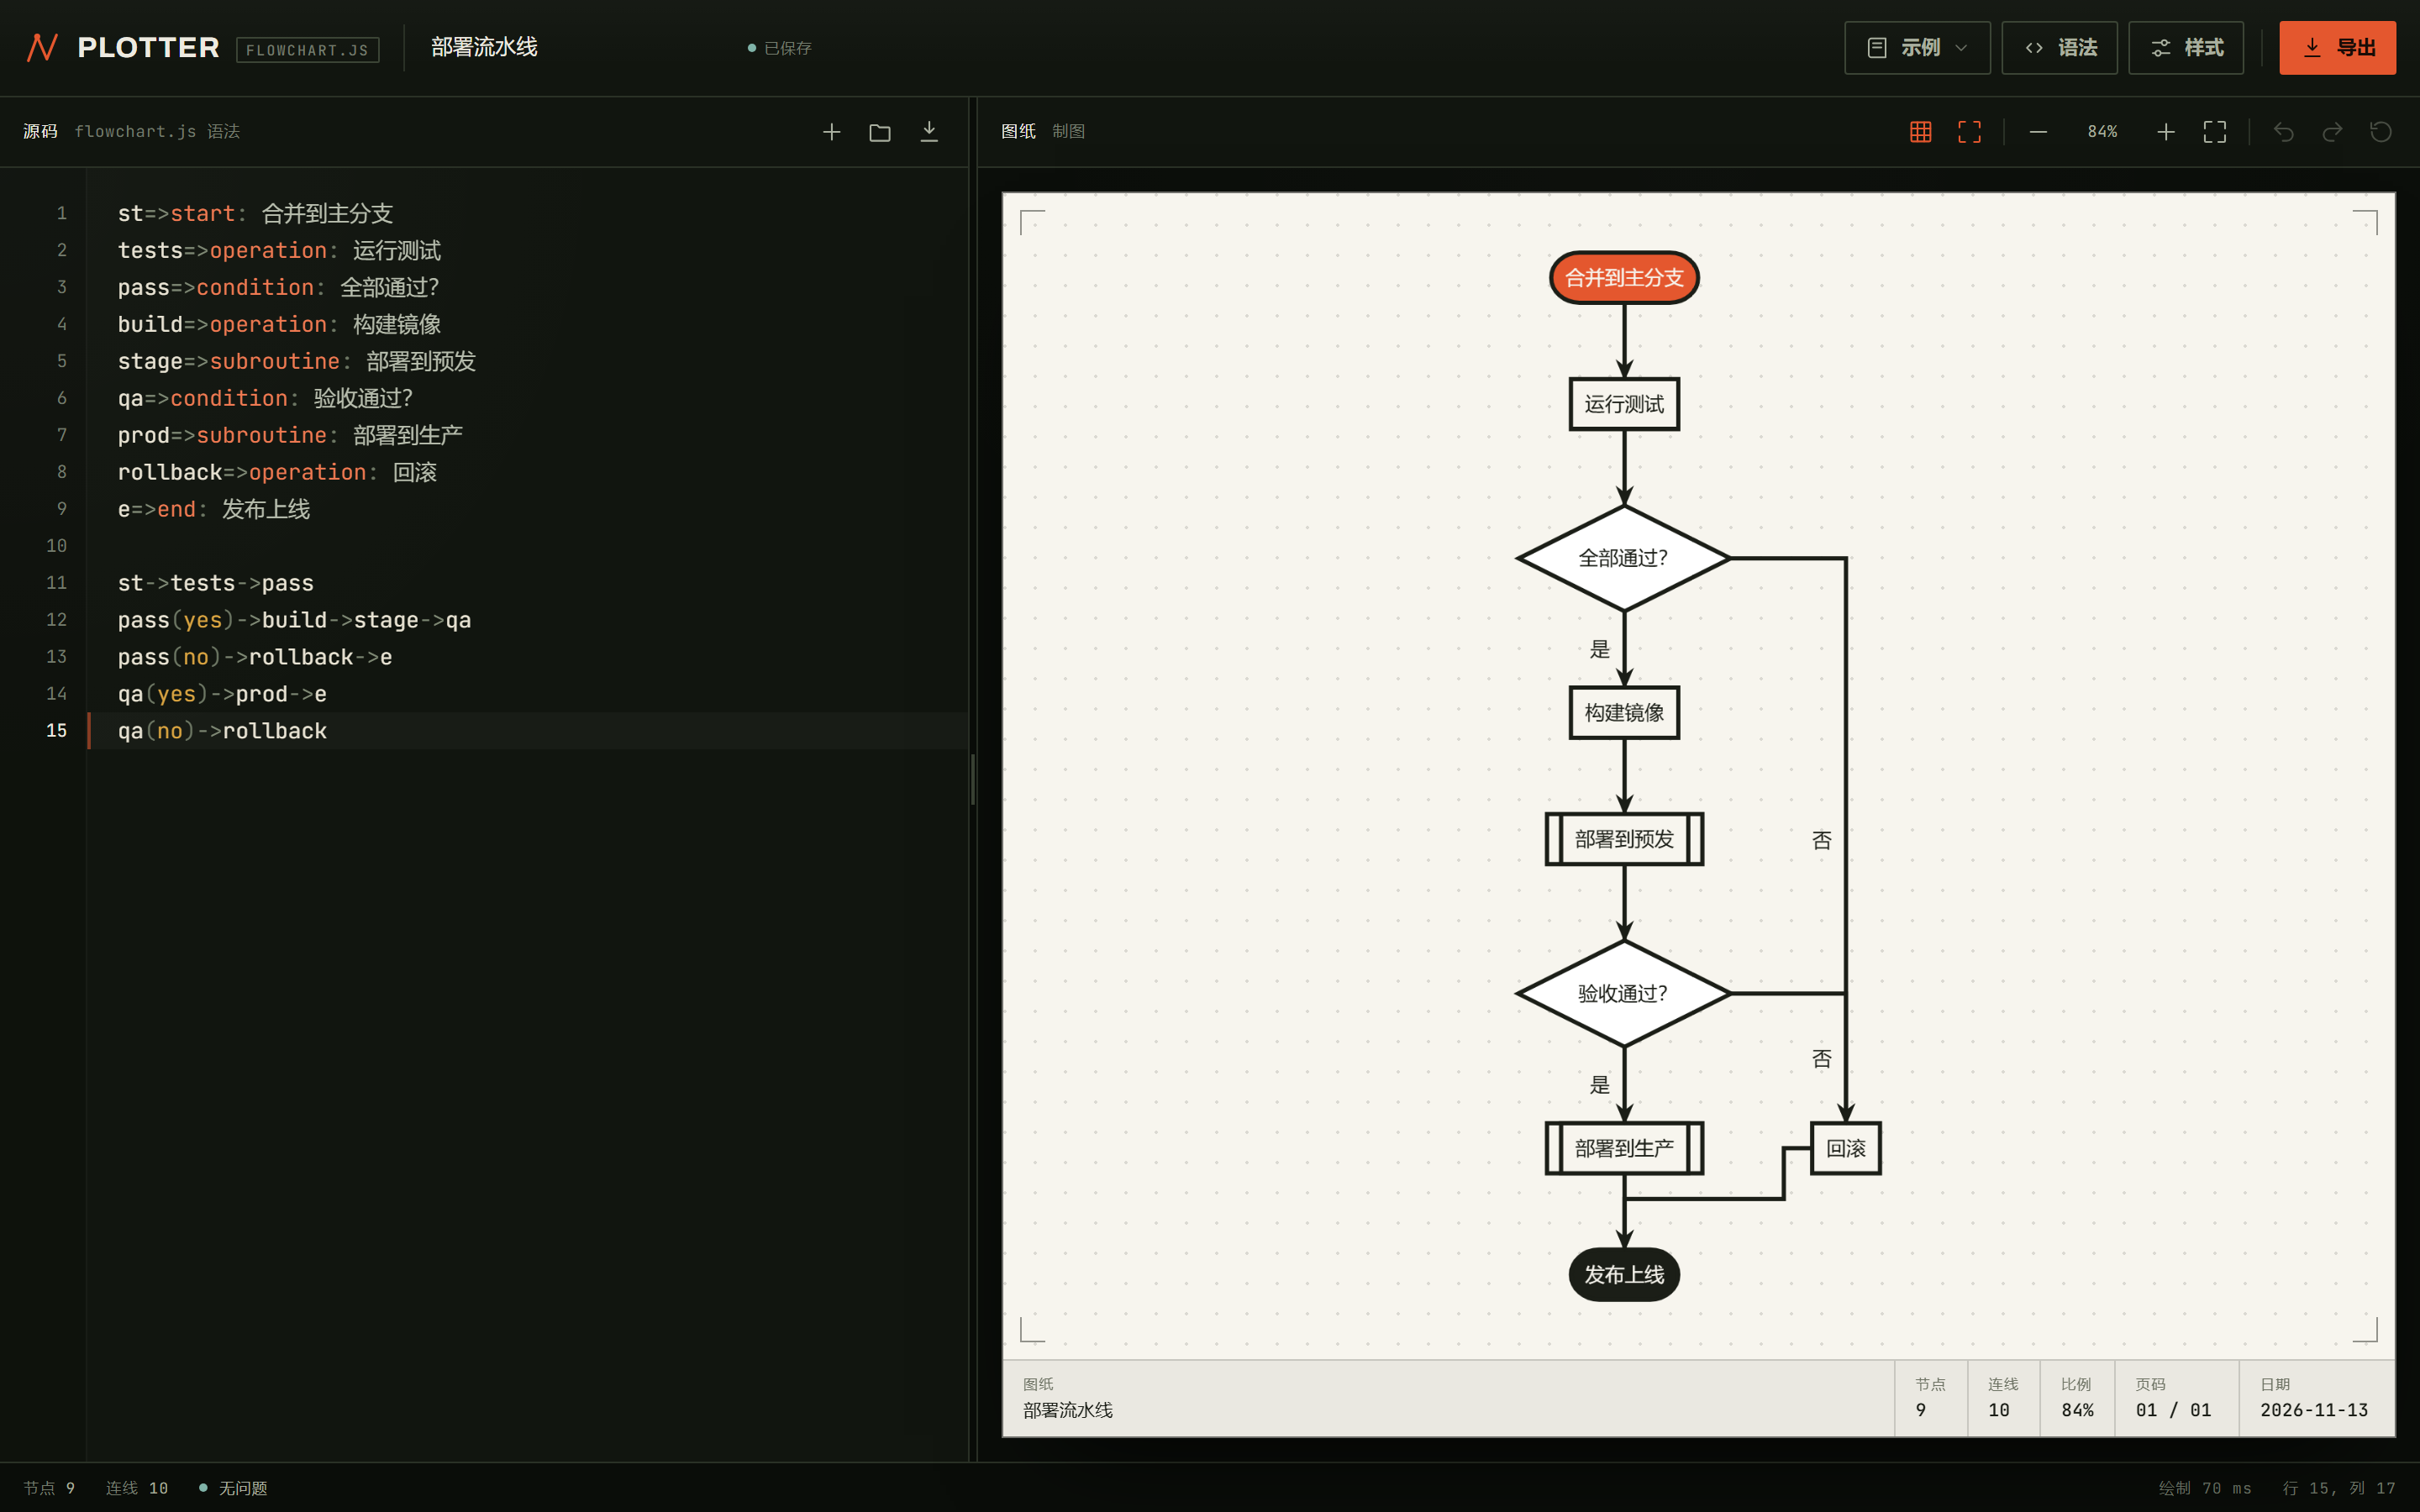 PLOTTER FLOWCHART.JS 部署流水线 已保存 示例 语法 样式 导出
源码 flowchart.js 语法
图纸 制图 84%
1 st=>start: 合并到主分支
2 tests=>operation: 运行测试
3 pass=>condition: 全部通过?
4 build=>operation: 构建镜像
5 stage=>subroutine: 部署到预发
6 qa=>condition: 验收通过?
7 prod=>subroutine: 部署到生产
8 rollback=>operation: 回滚
9 e=>end: 发布上线
10
11 st->tests->pass
12 pass(yes)->build->stage->qa
13 pass(no)->rollback->e
14 qa(yes)->prod->e
15 qa(no)->rollback
合并到主分支
运行测试
全部通过?
是
构建镜像
部署到预发
否
验收通过?
否
是
部署到生产
回滚
发布上线
图纸 节点 连线 比例 页码 日期
部署流水线 9 10 84% 01 / 01 2026-11-13
节点 9 连线 10 无问题 绘制 70 ms 行 15, 列 17